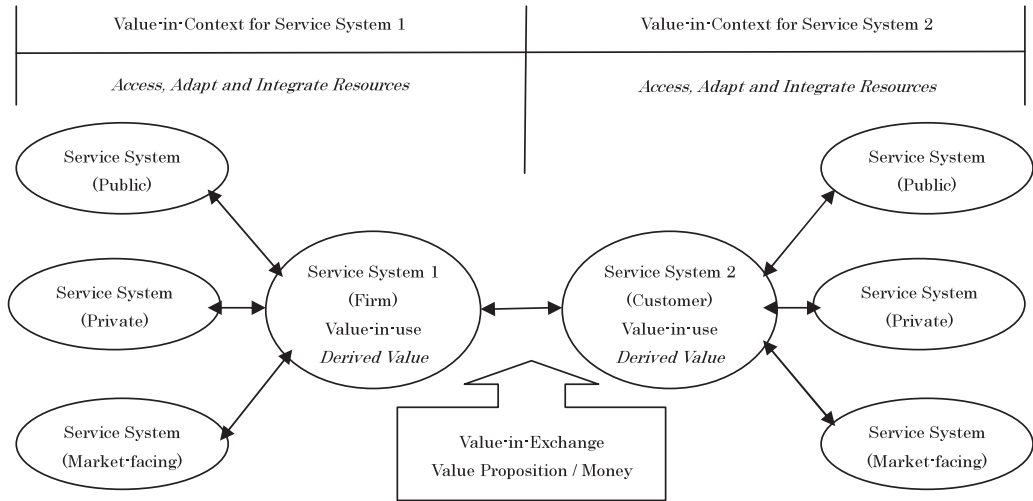 Value-in-Context for Service System 1
Value-in-Context for Service System 2
Access, Adapt and Integrate Resources
Access, Adapt and Integrate Resources
Service System
(Public)
Service System
(Public)
Service System
(Private)
Service System 1
(Firm)
Value-in-use
Derived Value
Service System 2
(Customer)
Value-in-use
Derived Value
Service System
(Private)
Service System
(Market-facing)
Value-in-Exchange
Value Proposition / Money
Service System
(Market-facing)